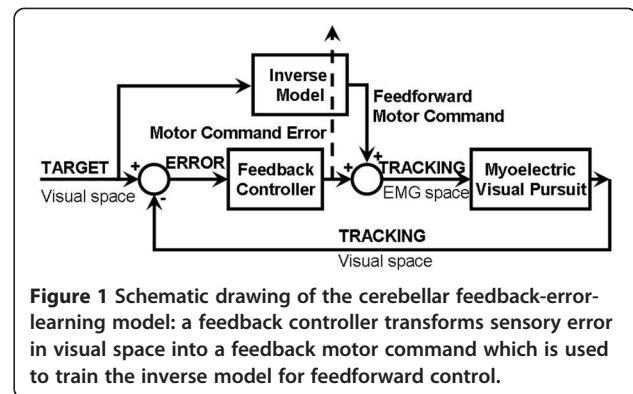 Inverse
Model
Feedforward
Motor Command
Motor Command Error
TARGET
Visual space
+
-
ERROR
Feedback
Controller
+
+
TRACKING
EMG space
Myoelectric
Visual Pursuit
TRACKING
Visual space
Figure 1 Schematic drawing of the cerebellar feedback-error-
learning model: a feedback controller transforms sensory error
in visual space into a feedback motor command which is used
to train the inverse model for feedforward control.